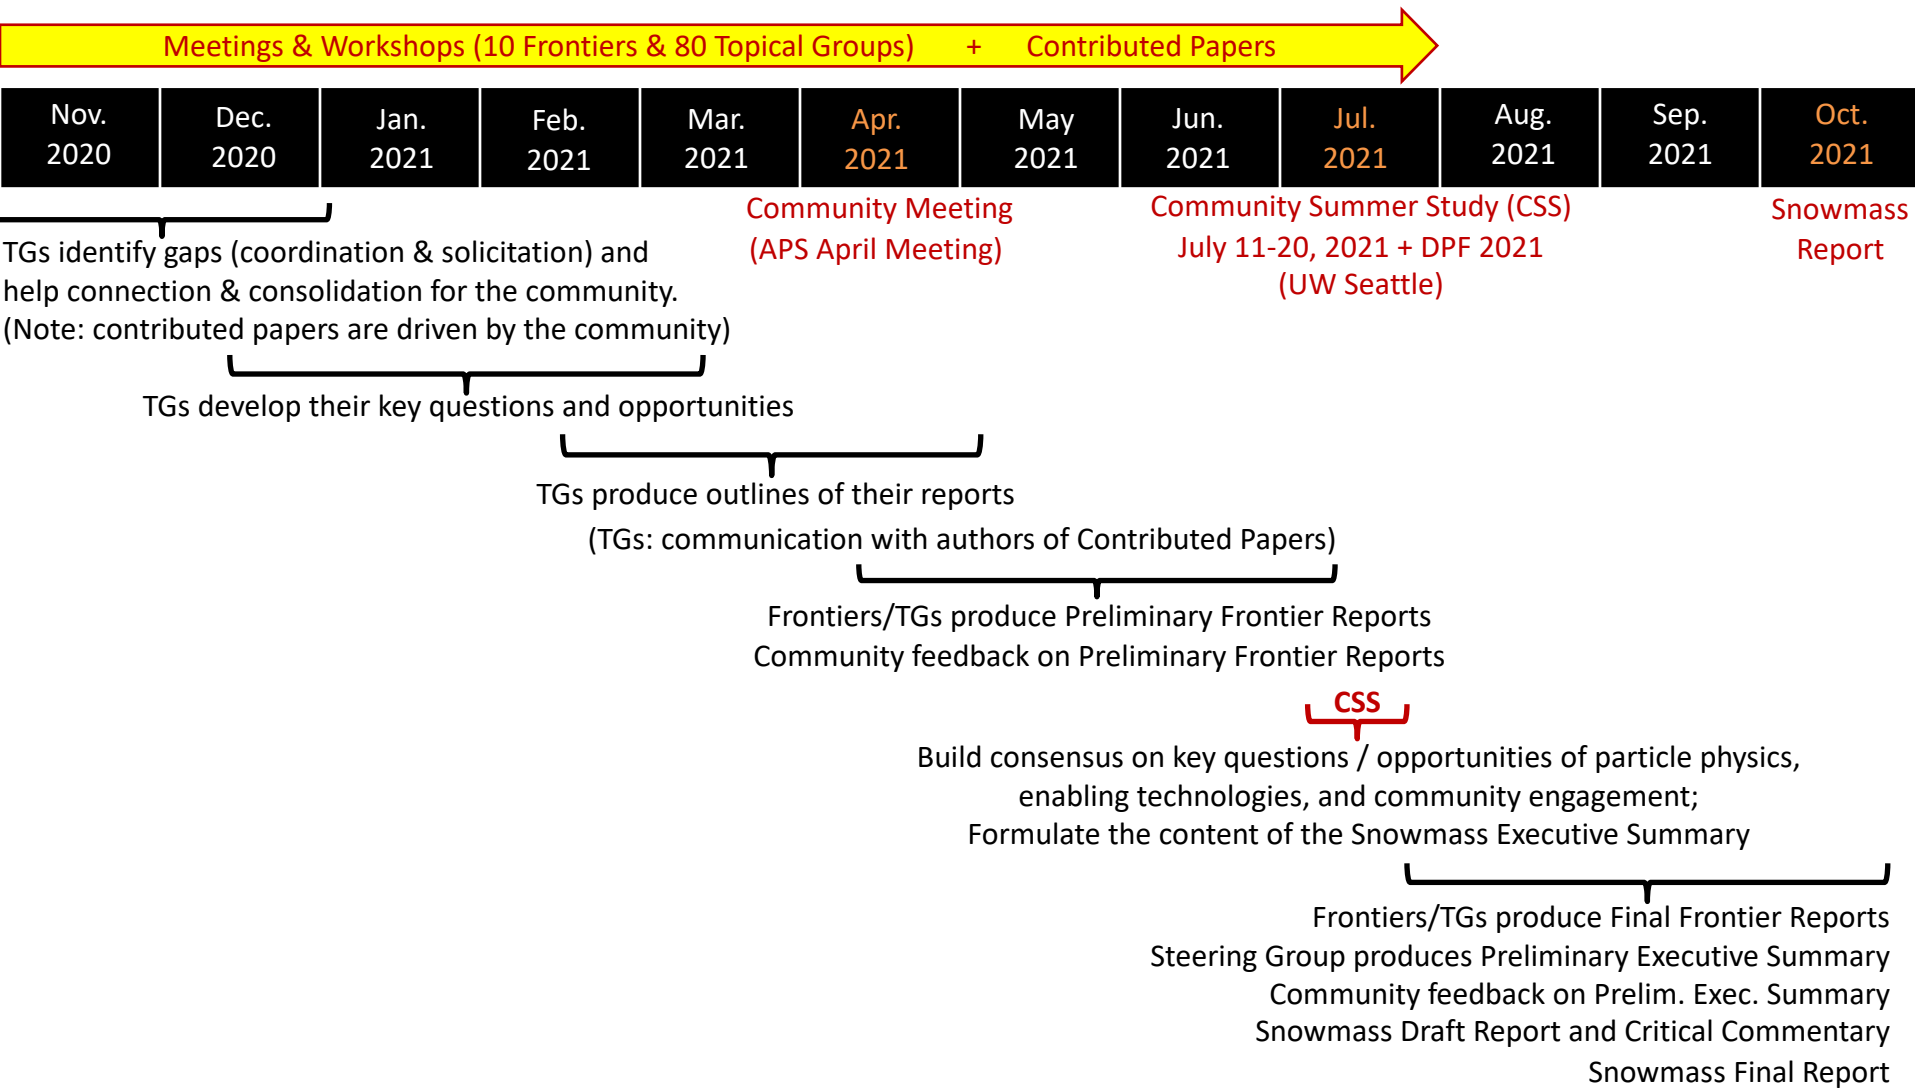 Meetings & Workshops (10 Frontiers & 80 Topical Groups) + Contributed Papers
Nov. 2020
Dec. 2020
Jan. 2021
Feb. 2021
Mar. 2021
Apr. 2021
May 2021
Jun. 2021
Jul. 2021
Aug. 2021
Sep. 2021
Oct. 2021
Community Meeting
(APS April Meeting)
Community Summer Study (CSS)
July 11-20, 2021 + DPF 2021
(UW Seattle)
Snowmass
Report
TGs identify gaps (coordination & solicitation) and
help connection & consolidation for the community.
(Note: contributed papers are driven by the community)
TGs develop their key questions and opportunities
TGs produce outlines of their reports
(TGs: communication with authors of Contributed Papers)
Frontiers/TGs produce Preliminary Frontier Reports
Community feedback on Preliminary Frontier Reports
CSS
Build consensus on key questions / opportunities of particle physics,
enabling technologies, and community engagement;
Formulate the content of the Snowmass Executive Summary
Frontiers/TGs produce Final Frontier Reports
Steering Group produces Preliminary Executive Summary
Community feedback on Prelim. Exec. Summary
Snowmass Draft Report and Critical Commentary
Snowmass Final Report